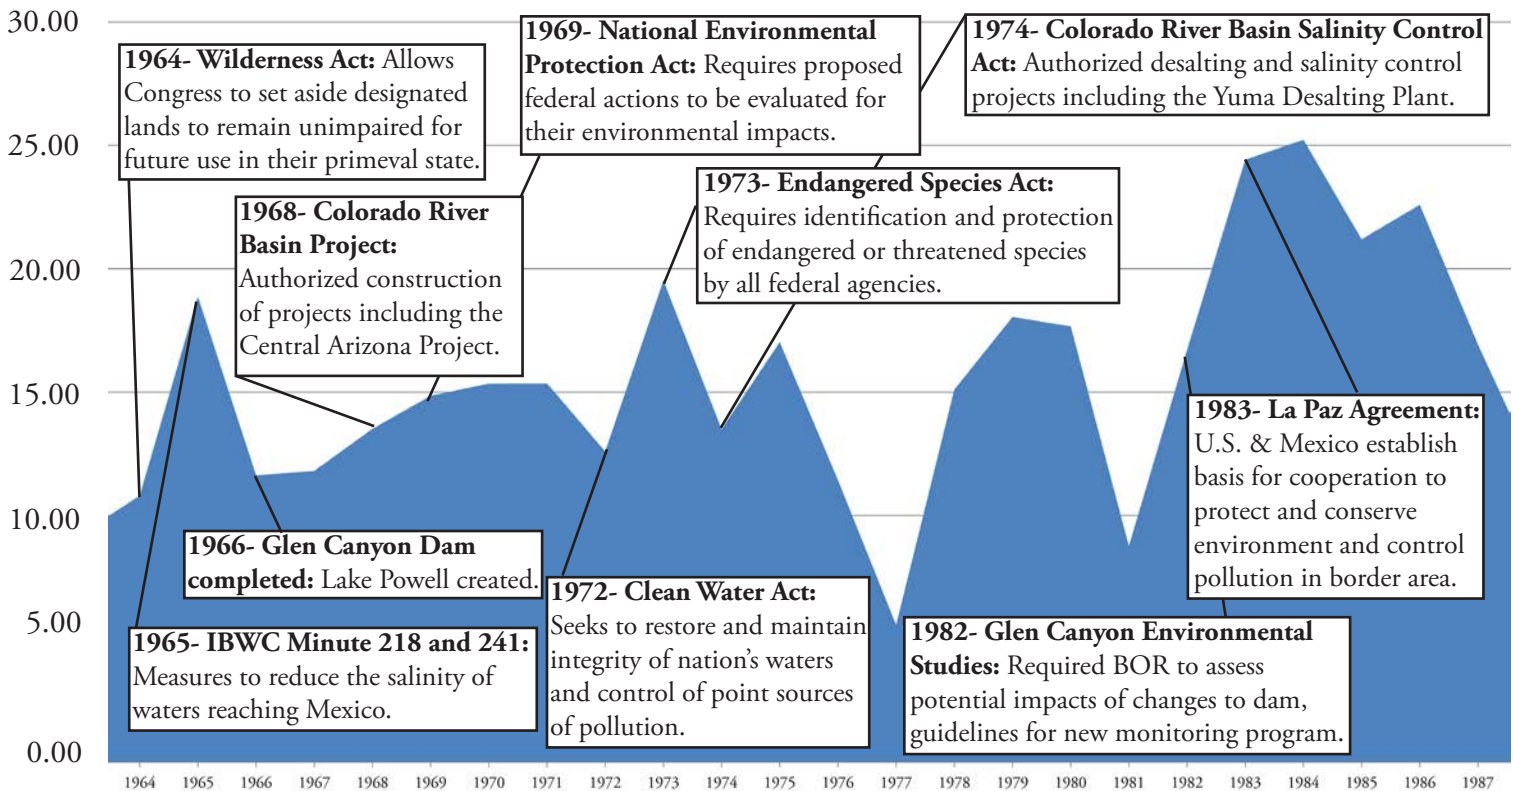 30.00
25.00
20.00
15.00
10.00
5.00
0.00
1964- Wilderness Act: Allows
Congress to set aside designated
lands to remain unimpaired for
future use in their primeval state.
1969- National Environmental
Protection Act: Requires proposed
federal actions to be evaluated for
their environmental impacts.
1974- Colorado River Basin Salinity Control
Act: Authorized desalting and salinity control
projects including the Yuma Desalting Plant.
1968- Colorado River
Basin Project:
Authorized construction
of projects including the
Central Arizona Project.
1973- Endangered Species Act:
Requires identification and protection
of endangered or threatened species
by all federal agencies.
1983- La Paz Agreement:
U.S. & Mexico establish
basis for cooperation to
protect and conserve
environment and control
pollution in border area.
1966- Glen Canyon Dam
completed: Lake Powell created.
1965- IBWC Minute 218 and 241:
Measures to reduce the salinity of
waters reaching Mexico.
1972- Clean Water Act:
Seeks to restore and maintain
integrity of nation's waters
and control of point sources
of pollution.
1982- Glen Canyon Environmental
Studies: Required BOR to assess
potential impacts of changes to dam,
guidelines for new monitoring program.
1964 1965 1966 1967 1968 1969 1970 1971 1972 1973 1974 1975 1976 1977 1978 1979 1980 1981 1982 1983 1984 1985 1986 1987